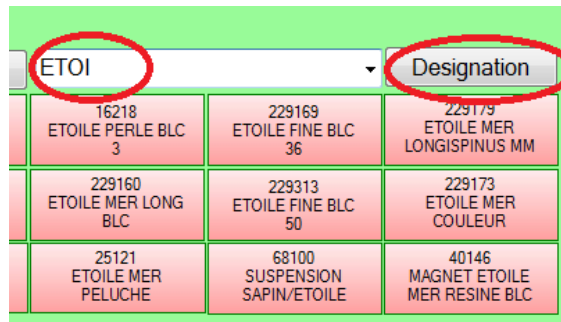 ETOI
Designation
16218
ETOILE PERLE BLC
3
229169
ETOILE FINE BLC
36
229179
ETOILE MER
LONGISPINUS MM
229160
ETOILE MER LONG
BLC
229313
ETOILE FINE BLC
50
229173
ETOILE MER
COULEUR
25121
ETOILE MER
PELUCHE
68100
SUSPENSION
SAPIN/ETOILE
40146
MAGNET ETOILE
MER RESINE BLC